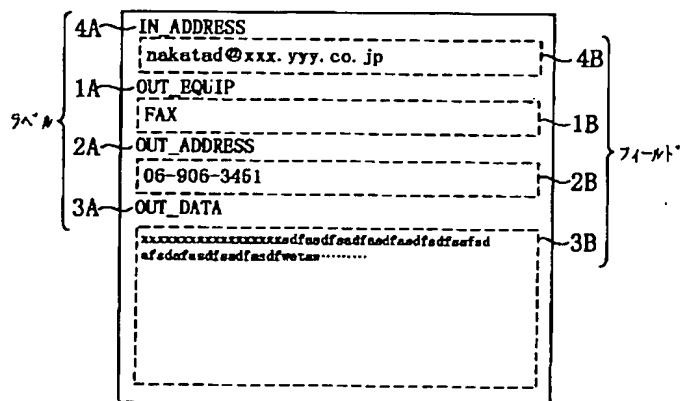 4A IN_ADDRESS
nakatad@xxx.yyy.co.jp 4B
1A OUT_EQUIP
FAX 1B
2A OUT_ADDRESS
06-906-3451 2B
3A OUT_DATA
3B
ラベル
フィールド